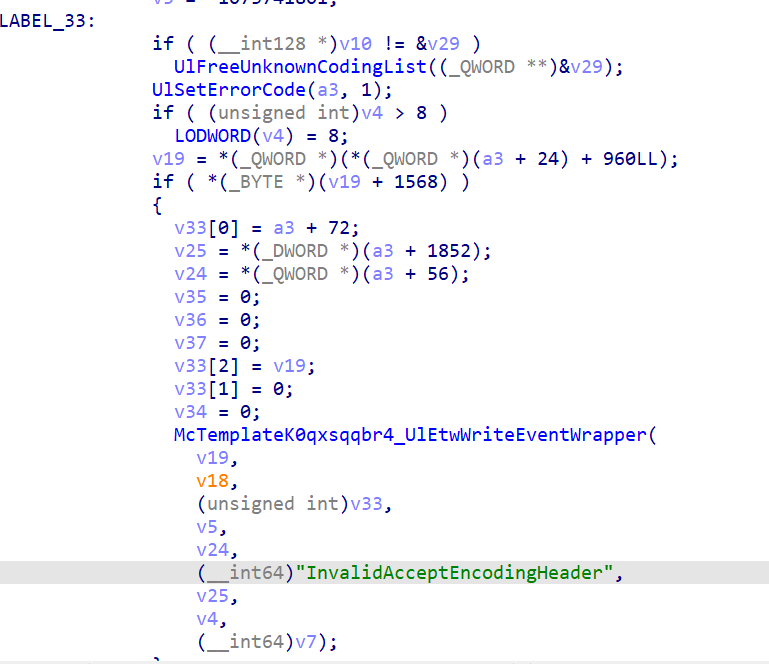 LABEL_33:
if ( (__int128 *)v10 != &v29 )
UlFreeUnknownCodingList((_QWORD **)&v29);
UlSetErrorCode(a3, 1);
if ( (unsigned int)v4 > 8 )
LODWORD(v4) = 8;
v19 = *(_QWORD *)(*(_QWORD *)(a3 + 24) + 960LL);
if ( *(_BYTE *)(v19 + 1568) )
{
v33[0] = a3 + 72;
v25 = *(_DWORD *)(a3 + 1852);
v24 = *(_QWORD *)(a3 + 56);
v35 = 0;
v36 = 0;
v37 = 0;
v33[2] = v19;
v33[1] = 0;
v34 = 0;
McTemplateK0qxsqqbr4_UlEtwWriteEventWrapper(
v19,
v18,
(unsigned int)v33,
v5,
v24,
(__int64)"InvalidAcceptEncodingHeader",
v25,
v4,
(__int64)v7);